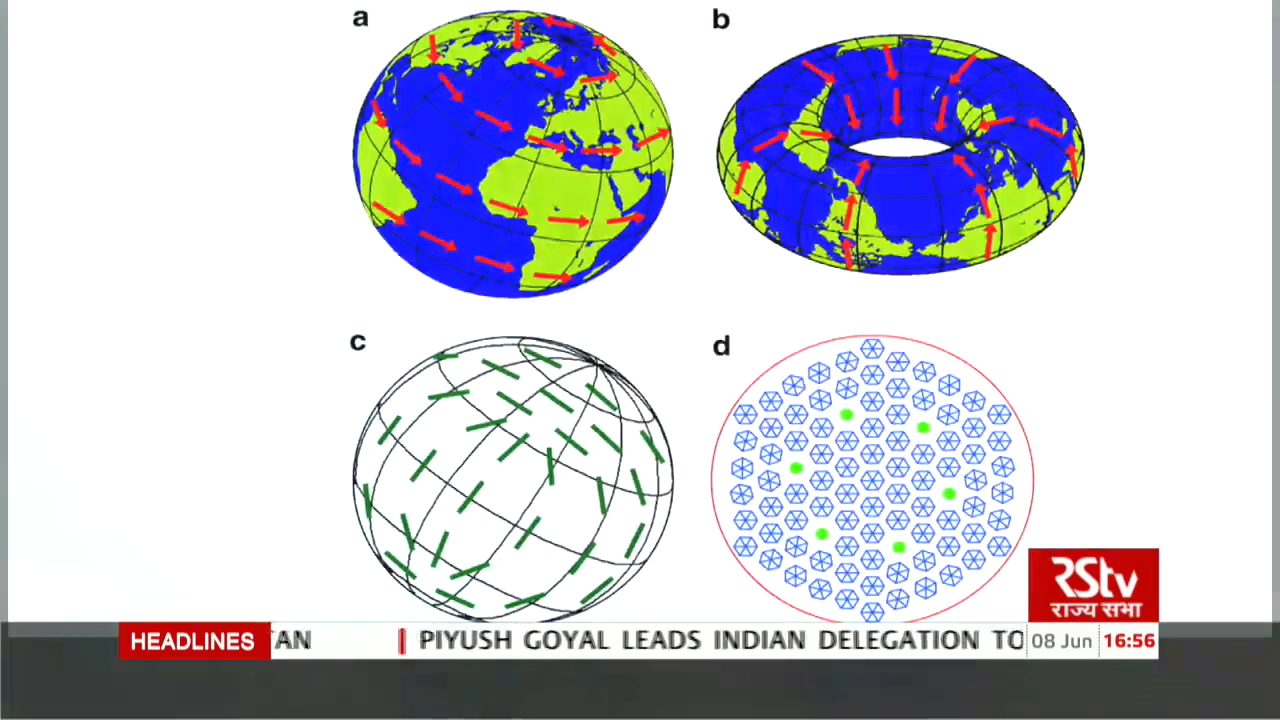 a
b
c
d
RStv
राज्य सभा
HEADLINES
TAN
PIYUSH GOYAL LEADS INDIAN DELEGATION TO
08 Jun
16:56